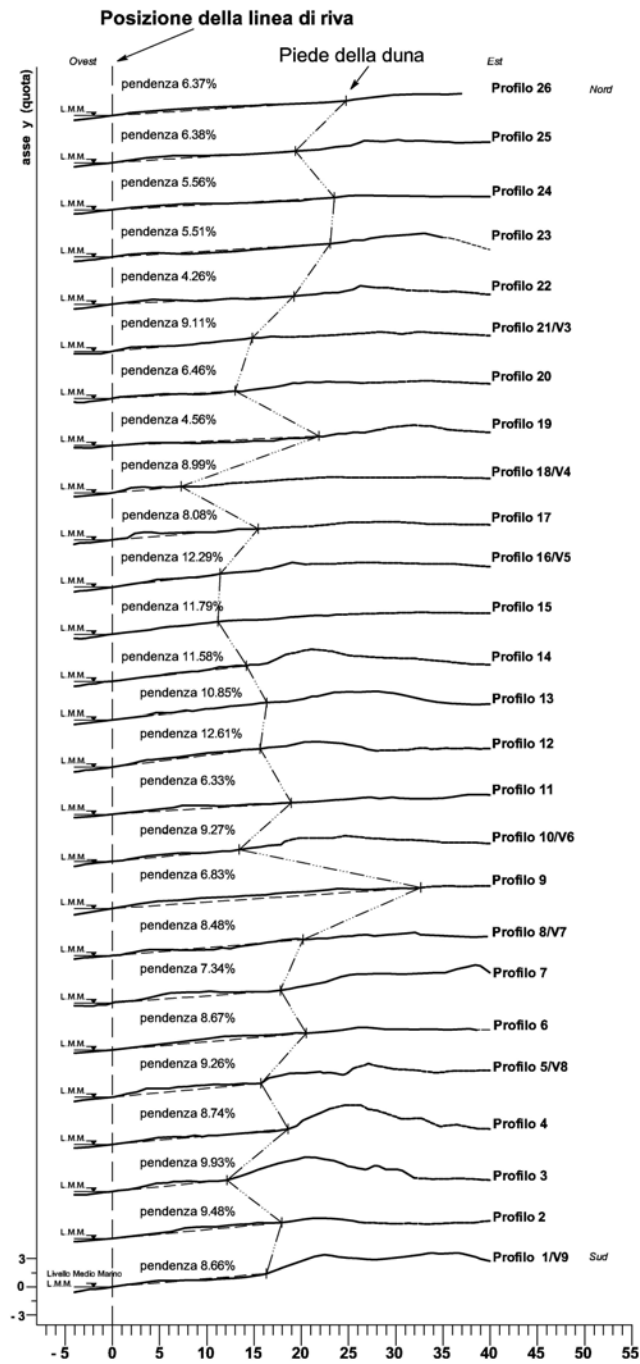 Posizione della linea di riva
Piede della duna
Ovest
Est
asse y (quota)
pendenza 6.37%
L.M.M.
Profilo 26
Nord
pendenza 6.38%
L.M.M.
Profilo 25
pendenza 5.56%
L.M.M.
Profilo 24
pendenza 5.51%
L.M.M.
Profilo 23
pendenza 4.26%
L.M.M.
Profilo 22
pendenza 9.11%
L.M.M.
Profilo 21/V3
pendenza 6.46%
L.M.M.
Profilo 20
pendenza 4.56%
L.M.M.
Profilo 19
pendenza 8.99%
L.M.M.
Profilo 18/V4
pendenza 8.08%
L.M.M.
Profilo 17
pendenza 12.29%
L.M.M.
Profilo 16/V5
pendenza 11.79%
L.M.M.
Profilo 15
pendenza 11.58%
L.M.M.
Profilo 14
pendenza 10.85%
L.M.M.
Profilo 13
pendenza 12.61%
L.M.M.
Profilo 12
pendenza 6.33%
L.M.M.
Profilo 11
pendenza 9.27%
L.M.M.
Profilo 10/V6
pendenza 6.83%
L.M.M.
Profilo 9
pendenza 8.48%
L.M.M.
Profilo 8/V7
pendenza 7.34%
L.M.M.
Profilo 7
pendenza 8.67%
L.M.M.
Profilo 6
pendenza 9.26%
L.M.M.
Profilo 5/V8
pendenza 8.74%
L.M.M.
Profilo 4
pendenza 9.93%
L.M.M.
Profilo 3
pendenza 9.48%
L.M.M.
Profilo 2
pendenza 8.66%
Profilo 1/V9
Sud
Livello Medio Marino
L.M.M.
3
0
- 3
- 5 0 5 10 15 20 25 30 35 40 45 50 55